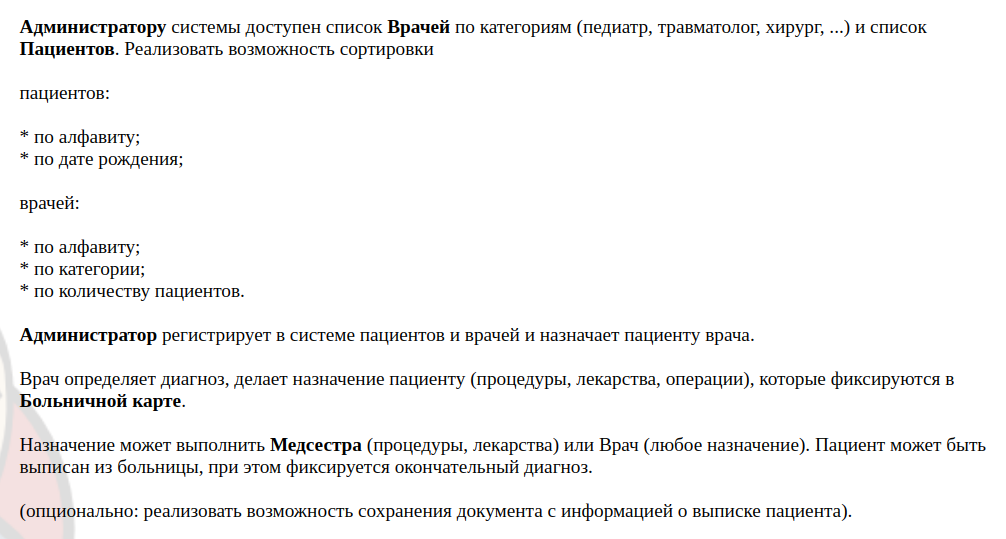 Администратору системы доступен список Врачей по категориям (педиатр, травматолог, хирург, ...) и список
Пациентов. Реализовать возможность сортировки
пациентов:
* по алфавиту;
* по дате рождения;
врачей:
* по алфавиту;
* по категории;
* по количеству пациентов.
Администратор регистрирует в системе пациентов и врачей и назначает пациенту врача.
Врач определяет диагноз, делает назначение пациенту (процедуры, лекарства, операции), которые фиксируются в
Больничной карте.
Назначение может выполнить Медсестра (процедуры, лекарства) или Врач (любое назначение). Пациент может быть
выписан из больницы, при этом фиксируется окончательный диагноз.
(опционально: реализовать возможность сохранения документа с информацией о выписке пациента).